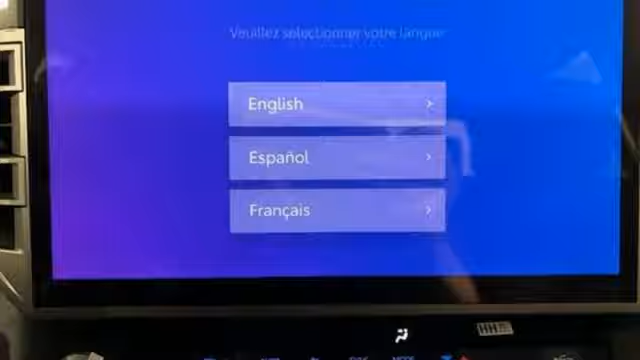 Veuillez sélectionner votre langue
English
Español
Français